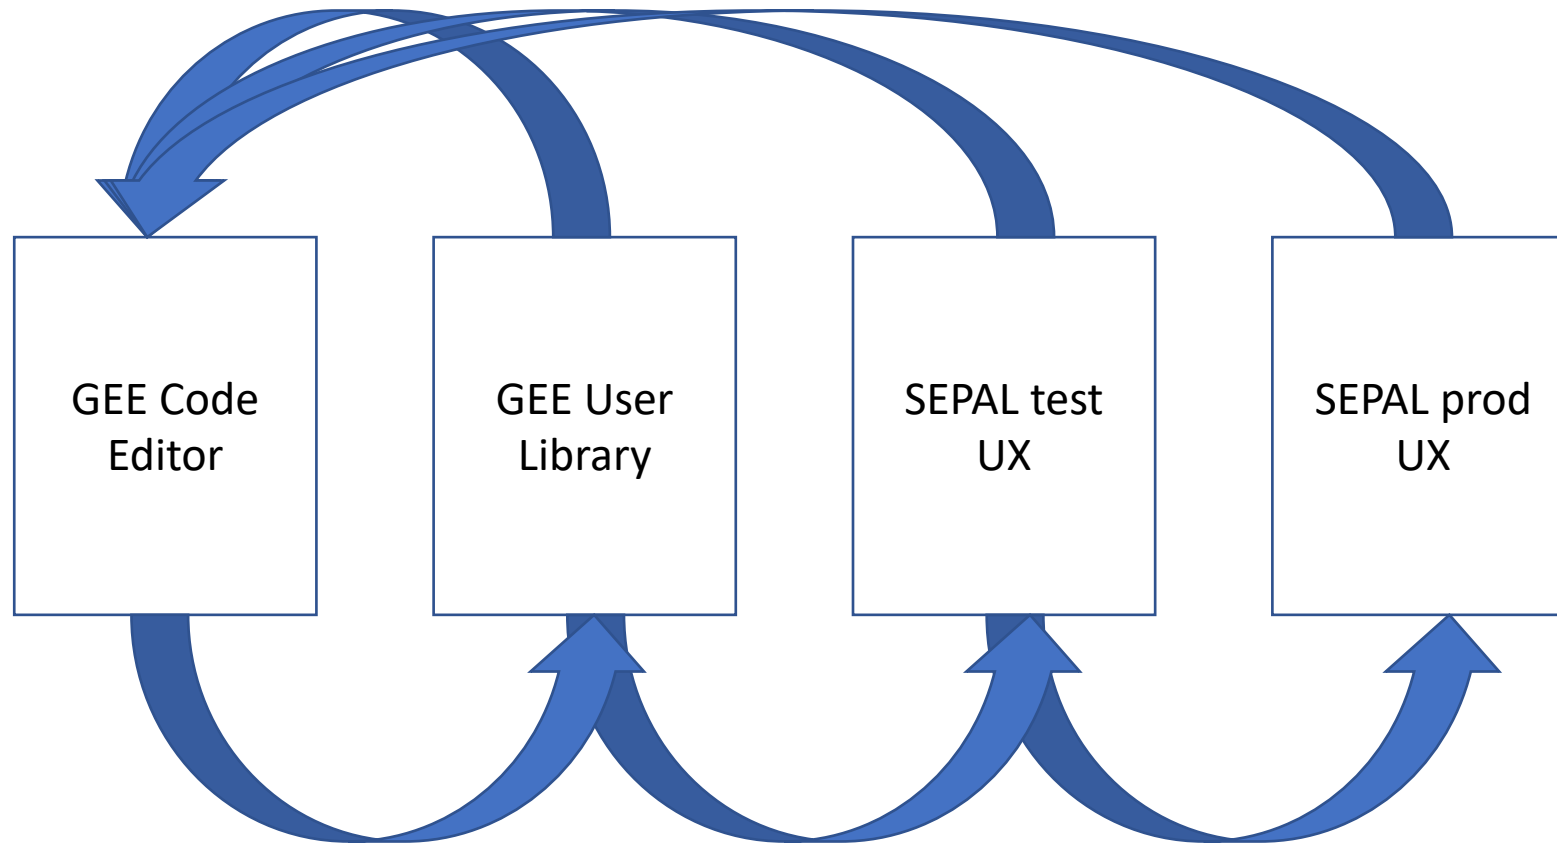 GEE Code
Editor
GEE User
Library
SEPAL test
UX
SEPAL prod
UX